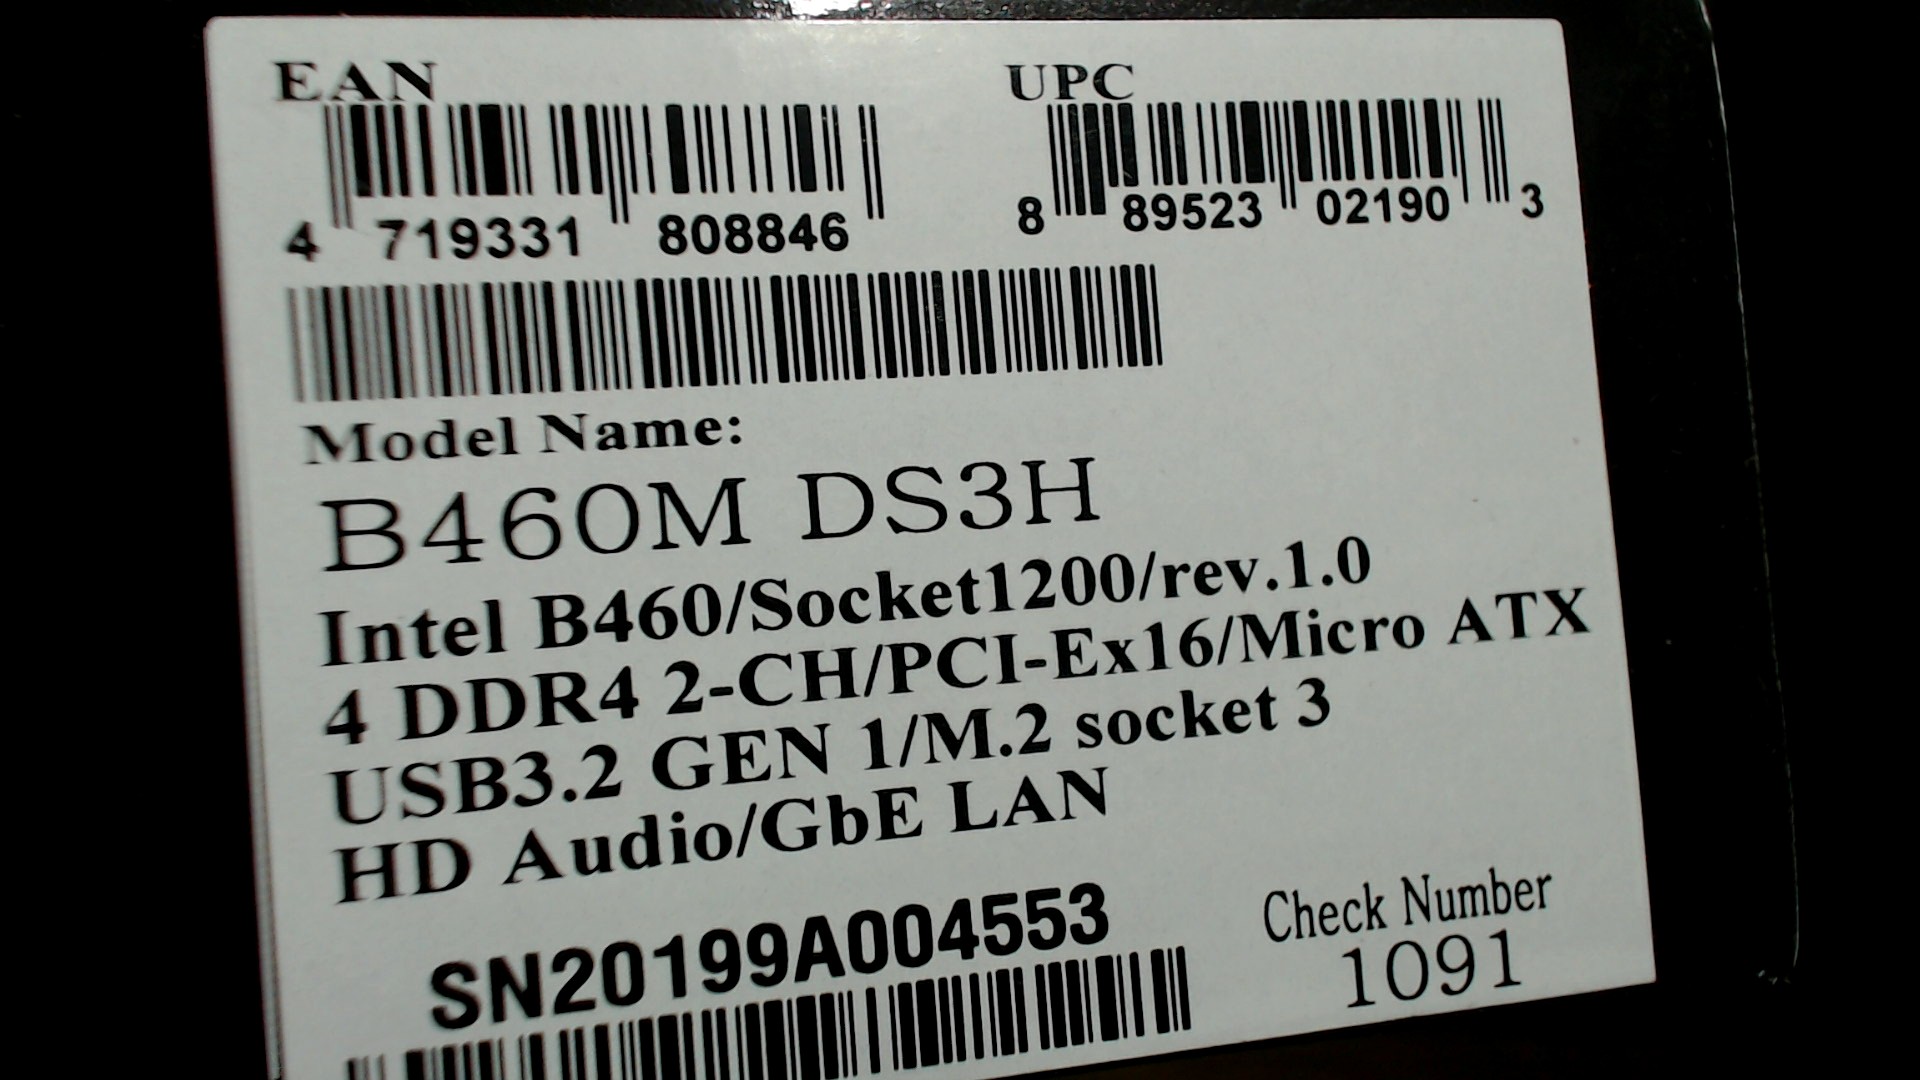 EAN
UPC
4 719331 808846
8 89523 02190 3
Model Name:
B460M DS3H
Intel B460/Socket1200/rev.1.0
4 DDR4 2-CH/PCI-Ex16/Micro ATX
USB3.2 GEN 1/M.2 socket 3
HD Audio/GbE LAN
SN20199A004553
Check Number
1091